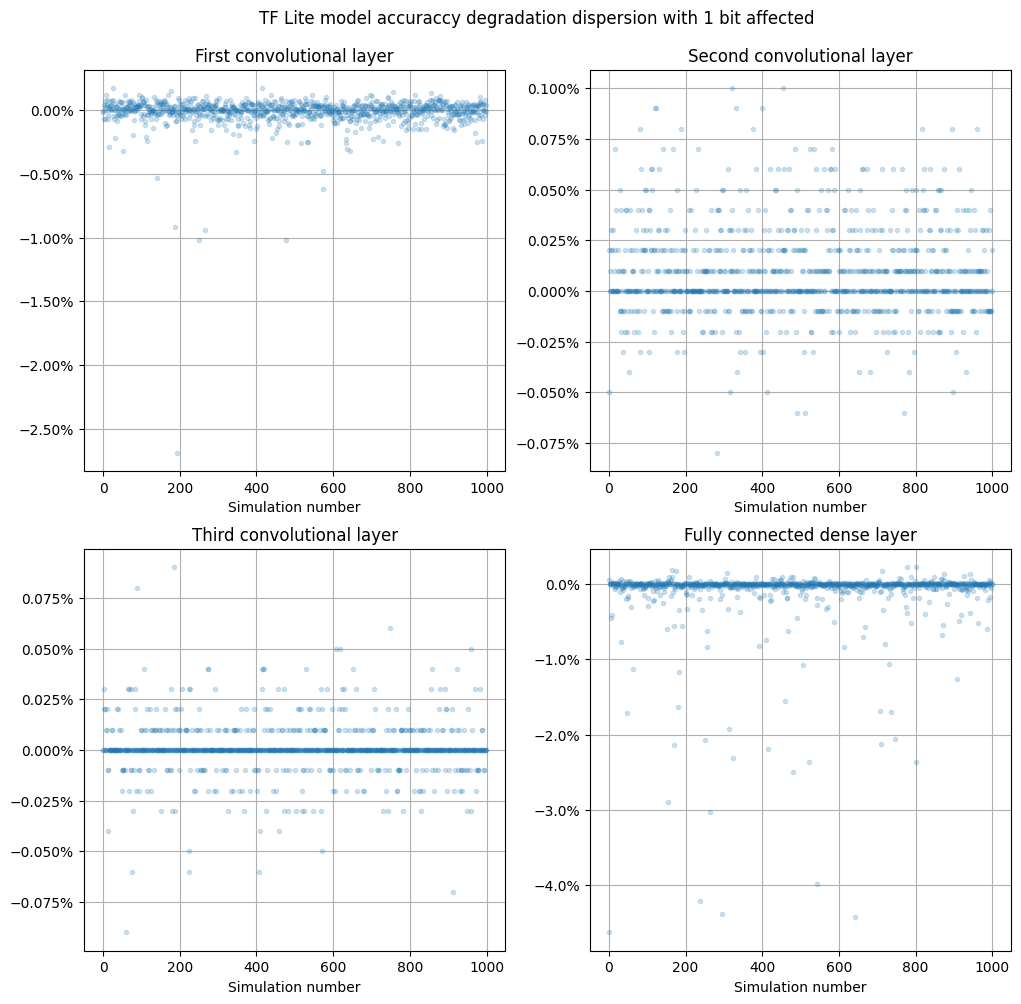 TF Lite model accuraccy degradation dispersion with 1 bit affected
First convolutional layer
0.00%
−0.50%
−1.00%
−1.50%
−2.00%
−2.50%
0 200 400 600 800 1000
Simulation number
Second convolutional layer
0.100%
0.075%
0.050%
0.025%
0.000%
−0.025%
−0.050%
−0.075%
0 200 400 600 800 1000
Simulation number
Third convolutional layer
0.075%
0.050%
0.025%
0.000%
−0.025%
−0.050%
−0.075%
0 200 400 600 800 1000
Simulation number
Fully connected dense layer
0.0%
−1.0%
−2.0%
−3.0%
−4.0%
0 200 400 600 800 1000
Simulation number